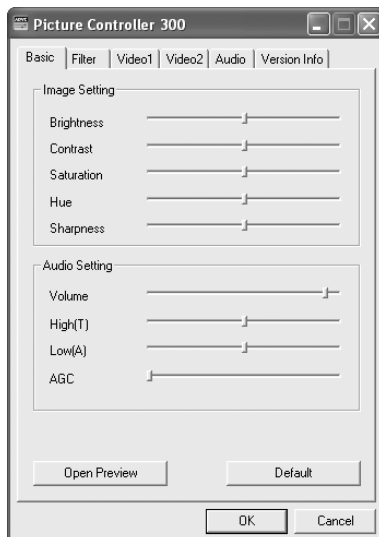 Picture Controller 300
Basic Filter Video1 Video2 Audio Version Info
Image Setting
Brightness
Contrast
Saturation
Hue
Sharpness
Audio Setting
Volume
High(T)
Low(A)
AGC
Open Preview Default
OK Cancel